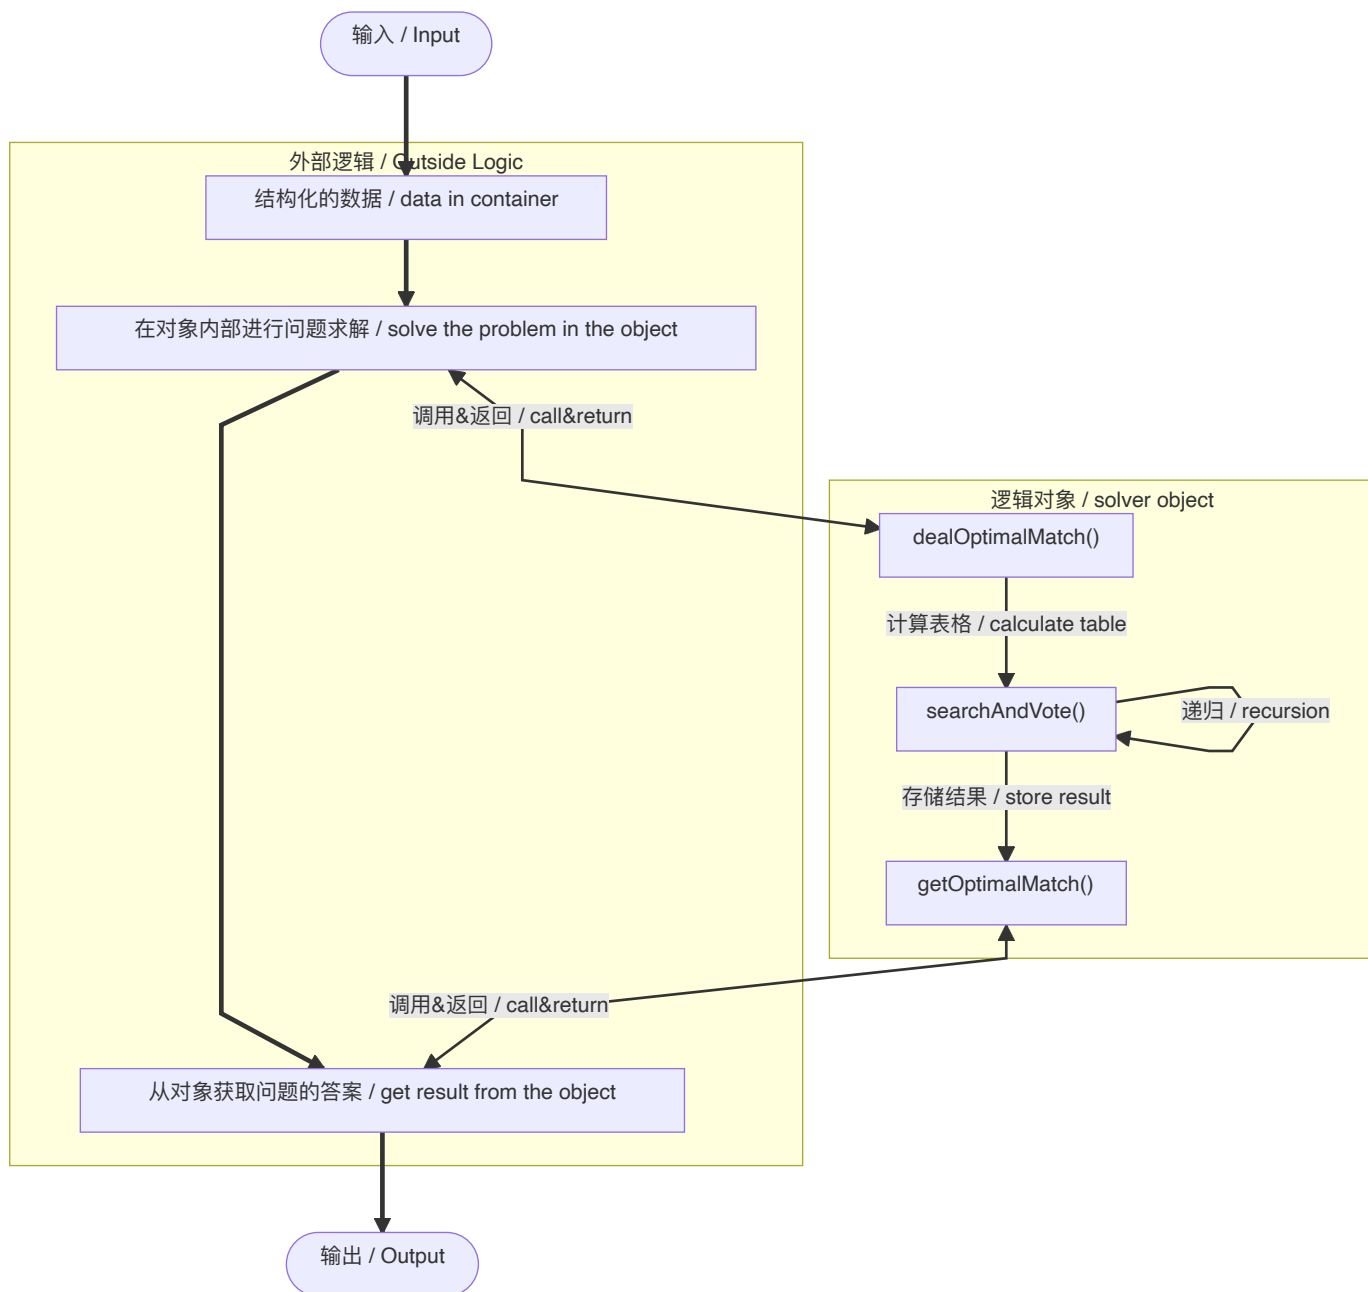 输入 / Input
外部逻辑 / Outside Logic
结构化的数据 / data in container
在对象内部进行问题求解 / solve the problem in the object
调用&返回 / call&return
逻辑对象 / solver object
dealOptimalMatch()
计算表格 / calculate table
searchAndVote()
递归 / recursion
存储结果 / store result
getOptimalMatch()
调用&返回 / call&return
从对象获取问题的答案 / get result from the object
输出 / Output